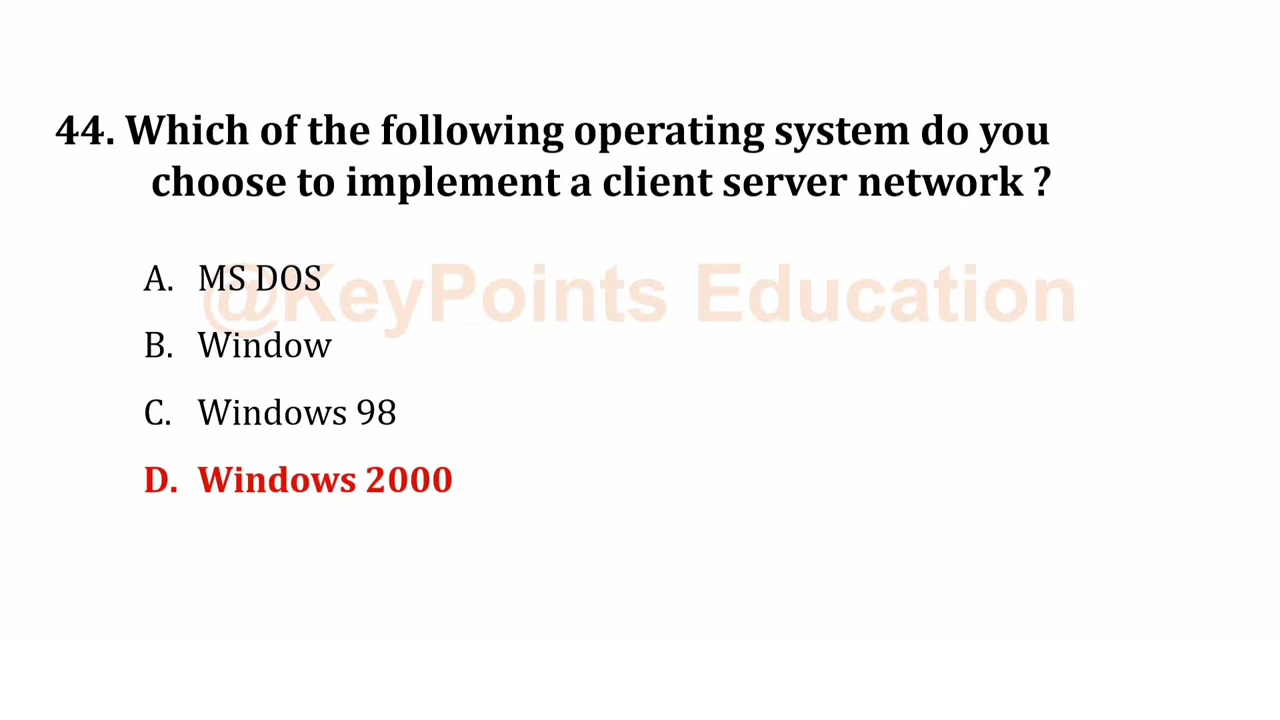 44. Which of the following operating system do you
choose to implement a client server network ?
@KeyPoints Education
A. MS DOS
B. Window
C. Windows 98
D. Windows 2000